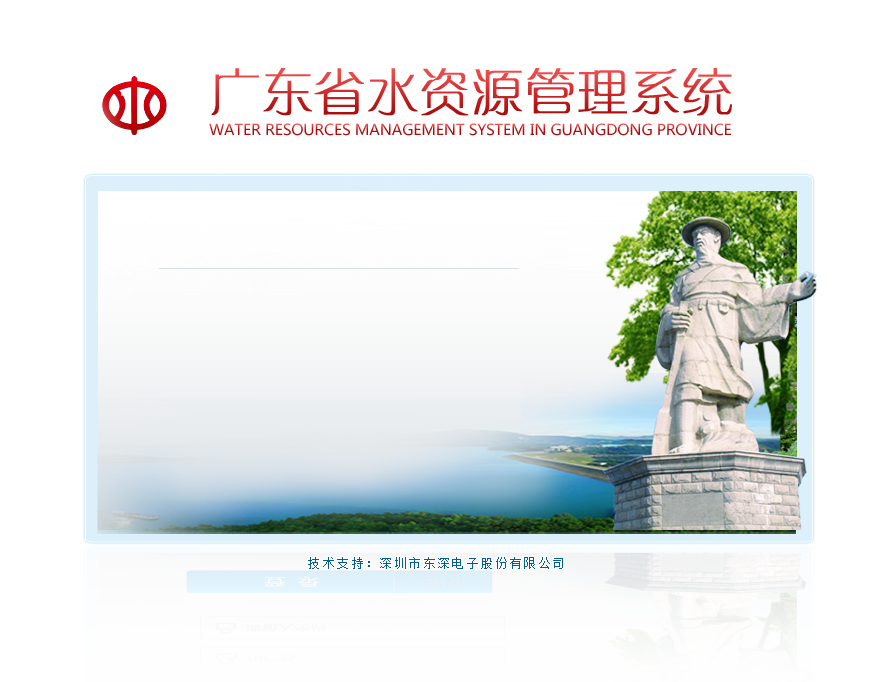 广东省水资源管理系统
WATER RESOURCES MANAGEMENT SYSTEM IN GUANGDONG PROVINCE
技术支持：深圳市东深电子股份有限公司